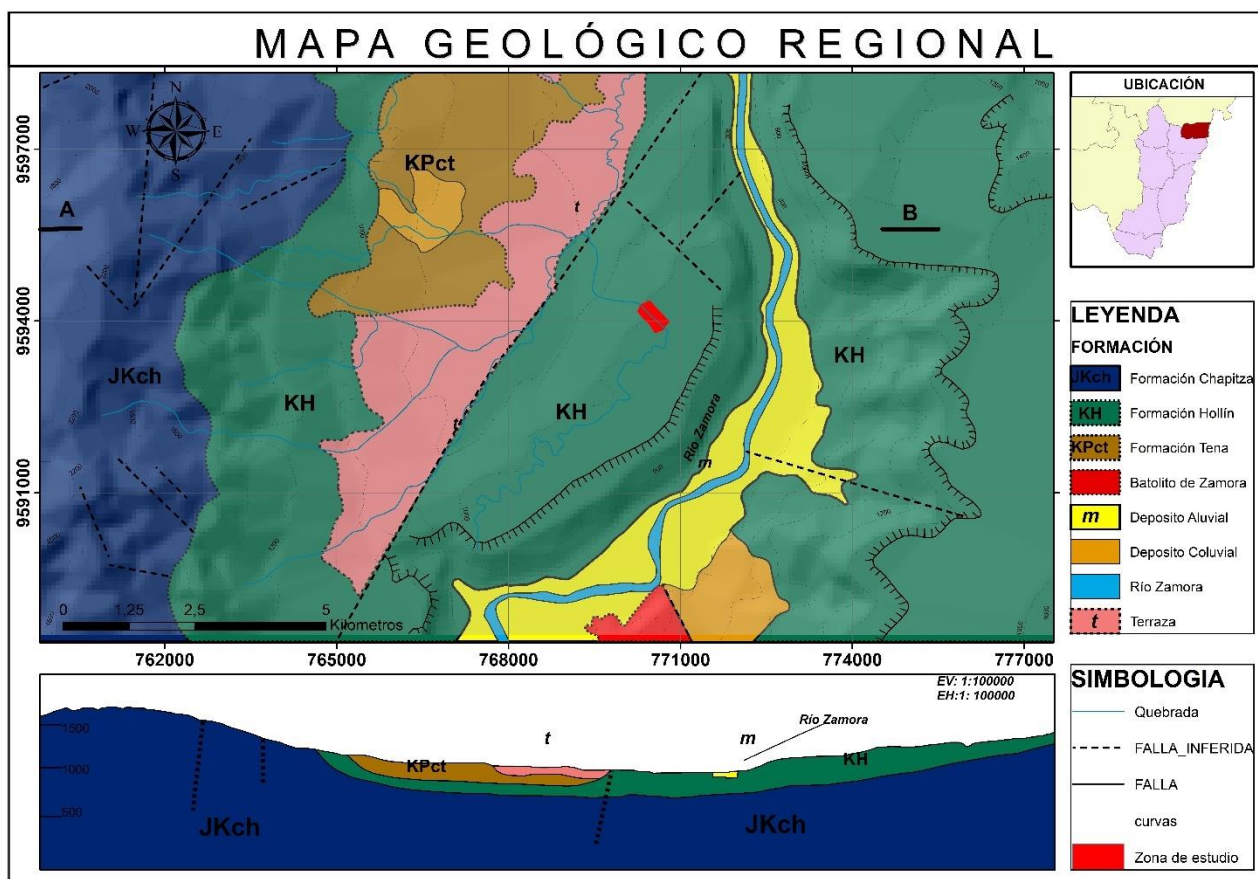 MAPA GEOLÓGICO REGIONAL
N
W E
S
A
B
KPct
t
JKch
KH
KH
KH
t
Río Zamora
m
9597000
9594000
9591000
0 1,25 2,5 5
Kilometros
762000 765000 768000 771000 774000 777000
UBICACIÓN
LEYENDA
FORMACIÓN
JKch Formación Chapitza
KH Formación Hollín
KPct Formación Tena
Batolito de Zamora
m Deposito Aluvial
Deposito Coluvial
Río Zamora
t Terraza
EV: 1:100000
EH:1: 100000
Río Zamora
t
m
1500
1000
500
KPct
KH
JKch
JKch
SIMBOLOGIA
Quebrada
FALLA_INFERIDA
FALLA
curvas
Zona de estudio